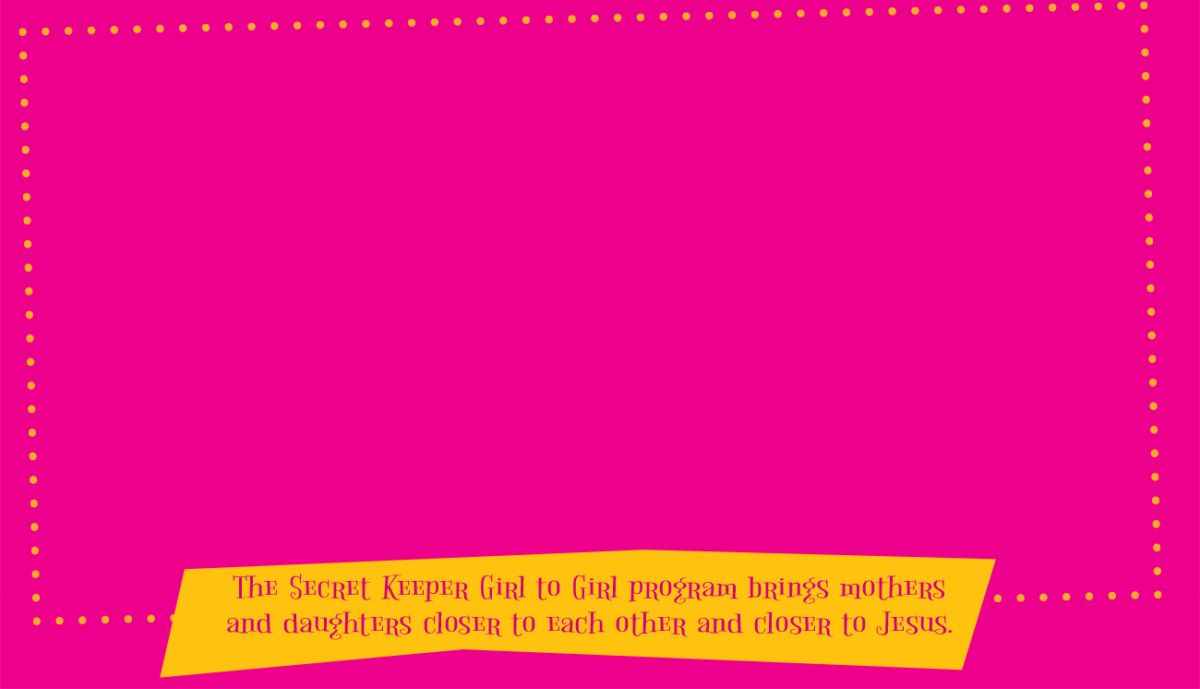 The Secret Keeper Girl to Girl program brings mothers
and daughters closer to each other and closer to Jesus.